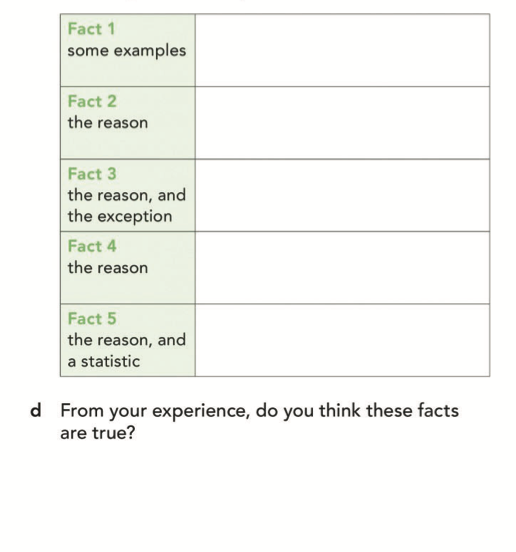 Fact 1
some examples
Fact 2
the reason
Fact 3
the reason, and
the exception
Fact 4
the reason
Fact 5
the reason, and
a statistic
d From your experience, do you think these facts
are true?